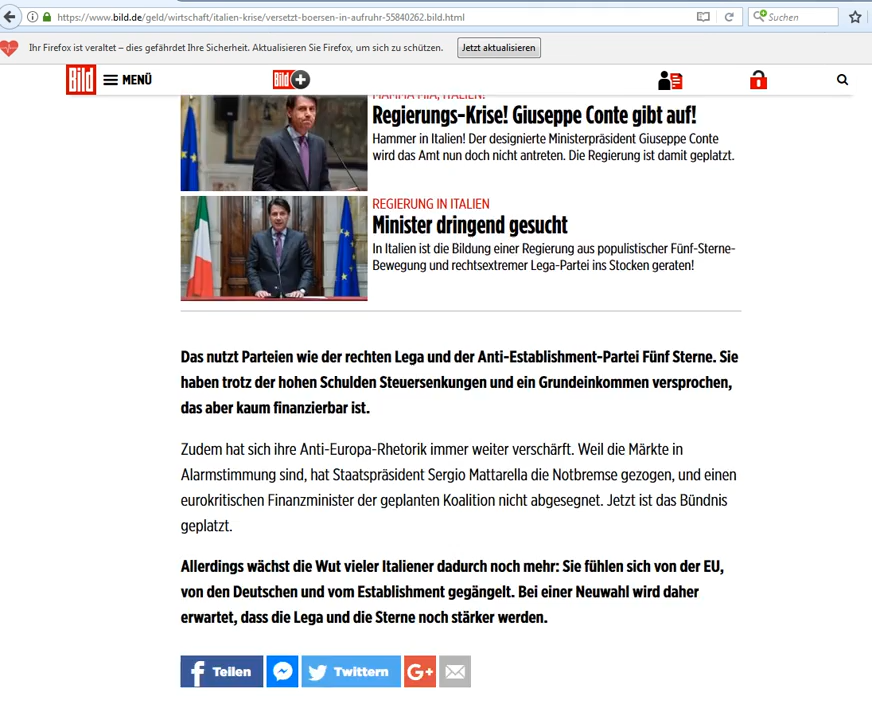 https://www.bild.de/geld/wirtschaft/italien-krise/versetzt-boersen-in-aufruhr-55840262.bild.html
Suchen
Ihr Firefox ist veraltet – dies gefährdet Ihre Sicherheit. Aktualisieren Sie Firefox, um sich zu schützen.
Jetzt aktualisieren
Bild
MENÜ
Bild +
MAMMA MIA, ITALIEN!
Regierungs-Krise! Giuseppe Conte gibt auf!
Hammer in Italien! Der designierte Ministerpräsident Giuseppe Conte
wird das Amt nun doch nicht antreten. Die Regierung ist damit geplatzt.
REGIERUNG IN ITALIEN
Minister dringend gesucht
In Italien ist die Bildung einer Regierung aus populistischer Fünf-Sterne-
Bewegung und rechtsextremer Lega-Partei ins Stocken geraten!
Das nutzt Parteien wie der rechten Lega und der Anti-Establishment-Partei Fünf Sterne. Sie
haben trotz der hohen Schulden Steuersenkungen und ein Grundeinkommen versprochen,
das aber kaum finanzierbar ist.
Zudem hat sich ihre Anti-Europa-Rhetorik immer weiter verschärft. Weil die Märkte in
Alarmstimmung sind, hat Staatspräsident Sergio Mattarella die Notbremse gezogen, und einen
eurokritischen Finanzminister der geplanten Koalition nicht abgesegnet. Jetzt ist das Bündnis
geplatzt.
Allerdings wächst die Wut vieler Italiener dadurch noch mehr: Sie fühlen sich von der EU,
von den Deutschen und vom Establishment gegängelt. Bei einer Neuwahl wird daher
erwartet, dass die Lega und die Sterne noch stärker werden.
Teilen
Twittern
G+